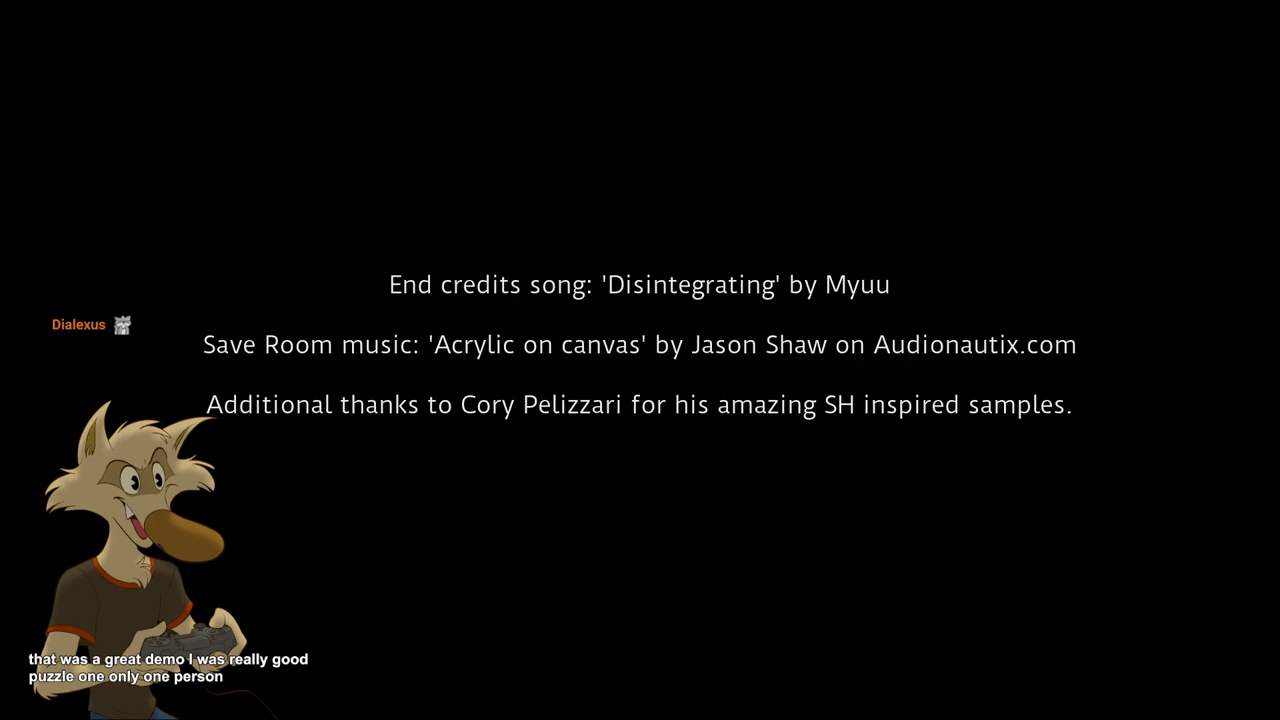 End credits song: 'Disintegrating' by Myuu
Dialexus
Save Room music: 'Acrylic on canvas' by Jason Shaw on Audionautix.com
Additional thanks to Cory Pelizzari for his amazing SH inspired samples.
that was a great demo I was really good
puzzle one only one person